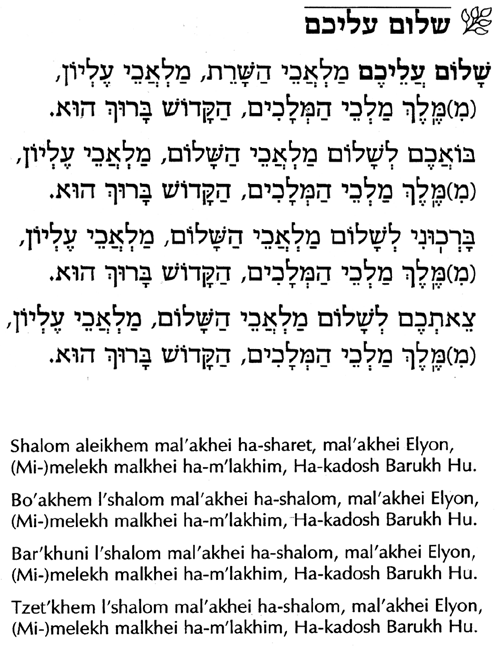 שלום עליכם
שָׁלוֹם עֲלֵיכֶם מַלְאֲכֵי הַשָּׁרֵת, מַלְאֲכֵי עֶלְיוֹן,
(מִ)מֶּֽלֶךְ מַלְכֵי הַמְּלָכִים, הַקָּדוֹשׁ בָּרוּךְ הוּא.
בּוֹאֲכֶם לְשָׁלוֹם מַלְאֲכֵי הַשָּׁלוֹם, מַלְאֲכֵי עֶלְיוֹן,
(מִ)מֶּֽלֶךְ מַלְכֵי הַמְּלָכִים, הַקָּדוֹשׁ בָּרוּךְ הוּא.
בָּרְכֽוּנִי לְשָׁלוֹם מַלְאֲכֵי הַשָּׁלוֹם, מַלְאֲכֵי עֶלְיוֹן,
(מִ)מֶּֽלֶךְ מַלְכֵי הַמְּלָכִים, הַקָּדוֹשׁ בָּרוּךְ הוּא.
צֵאתְכֶם לְשָׁלוֹם מַלְאֲכֵי הַשָּׁלוֹם, מַלְאֲכֵי עֶלְיוֹן,
(מִ)מֶּֽלֶךְ מַלְכֵי הַמְּלָכִים, הַקָּדוֹשׁ בָּרוּךְ הוּא.
Shalom aleikhem mal'akhei ha-sharet, mal'akhei Elyon,
(Mi-)melekh malkhei ha-m'lakhim, Ha-kadosh Barukh Hu.
Bo'akhem l'shalom mal'akhei ha-shalom, mal'akhei Elyon,
(Mi-)melekh malkhei ha-m'lakhim, Ha-kadosh Barukh Hu.
Bar'khuni l'shalom mal'akhei ha-shalom, mal'akhei Elyon,
(Mi-)melekh malkhei ha-m'lakhim, Ha-kadosh Barukh Hu.
Tzet'khem l'shalom mal'akhei ha-shalom, mal'akhei Elyon,
(Mi-)melekh malkhei ha-m'lakhim, Ha-kadosh Barukh Hu.